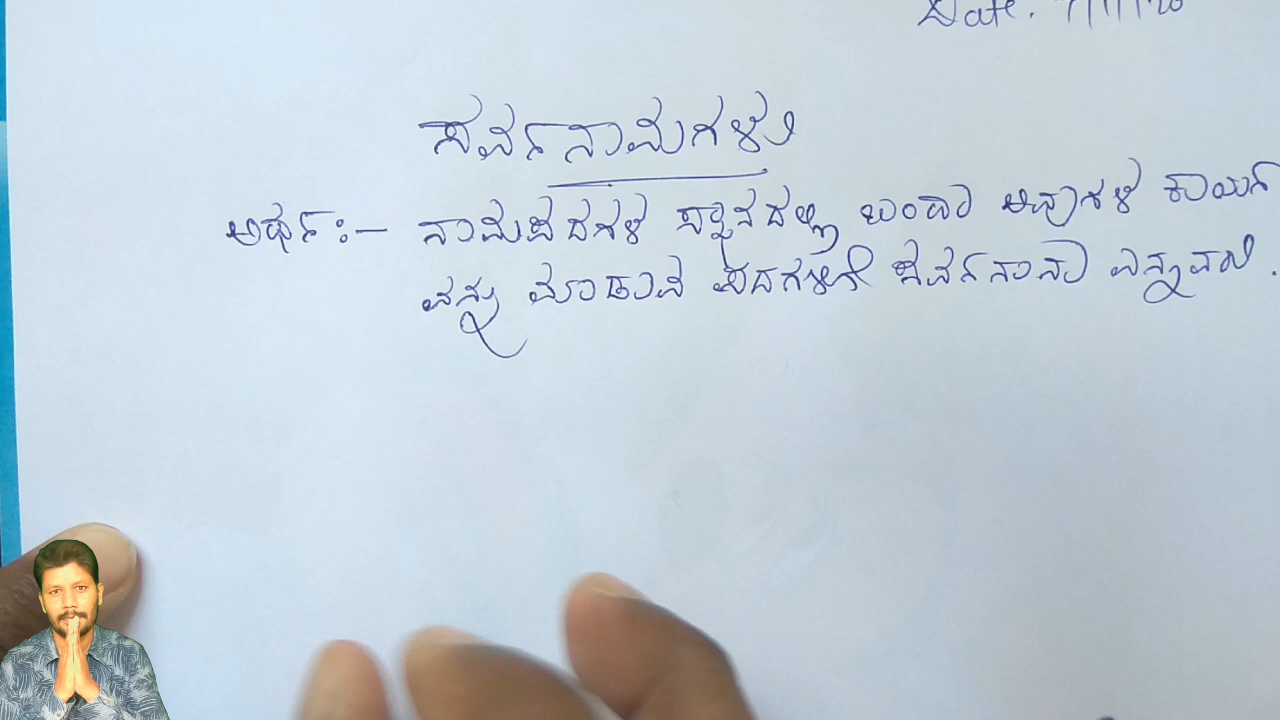 Date.
ಸರ್ವನಾಮಗಳು
ಅರ್ಥ:- ನಾಮಪದಗಳ ಸ್ಥಾನದಲ್ಲಿ ಬಂದಾ ಅವುಗಳ ಕಾರ್ಯ
ವನ್ನು ಮಾಡುವ ಪದಗಳಿಗೆ ಸರ್ವನಾಮ ಎನ್ನುವರು.